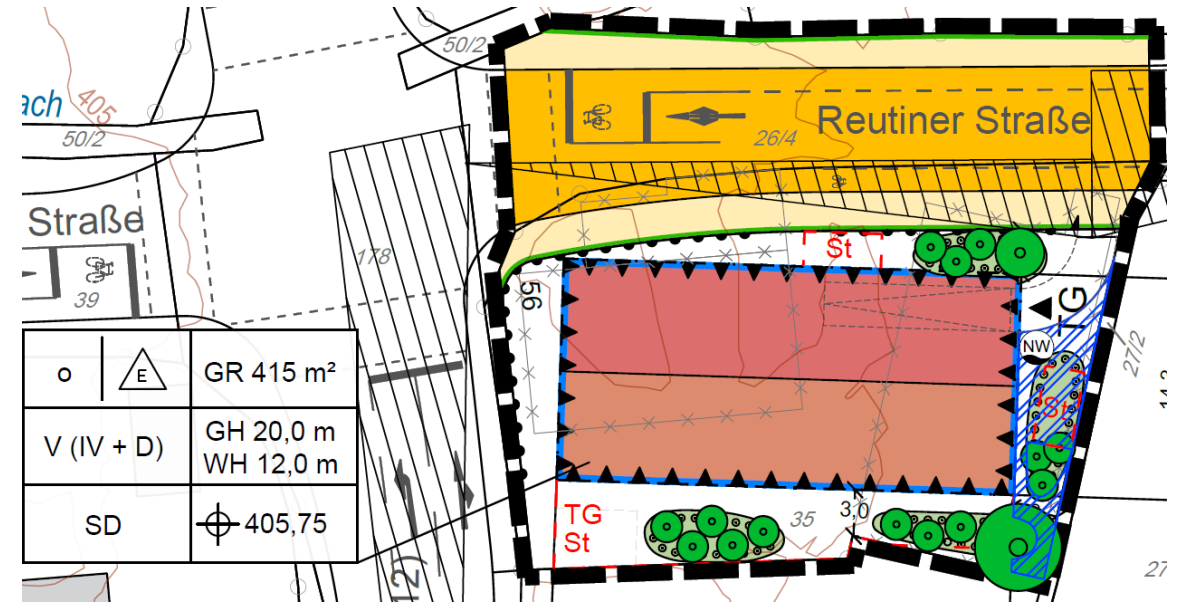 50/2
ach
405
50/2
Reutiner Straße
26/4
Straße
39
178
56
St
TG
NW
27/2
St
o
E
GR 415 m²
V (IV + D)
GH 20,0 m
WH 12,0 m
SD
405,75
TG
St
35
3,0
12)
27